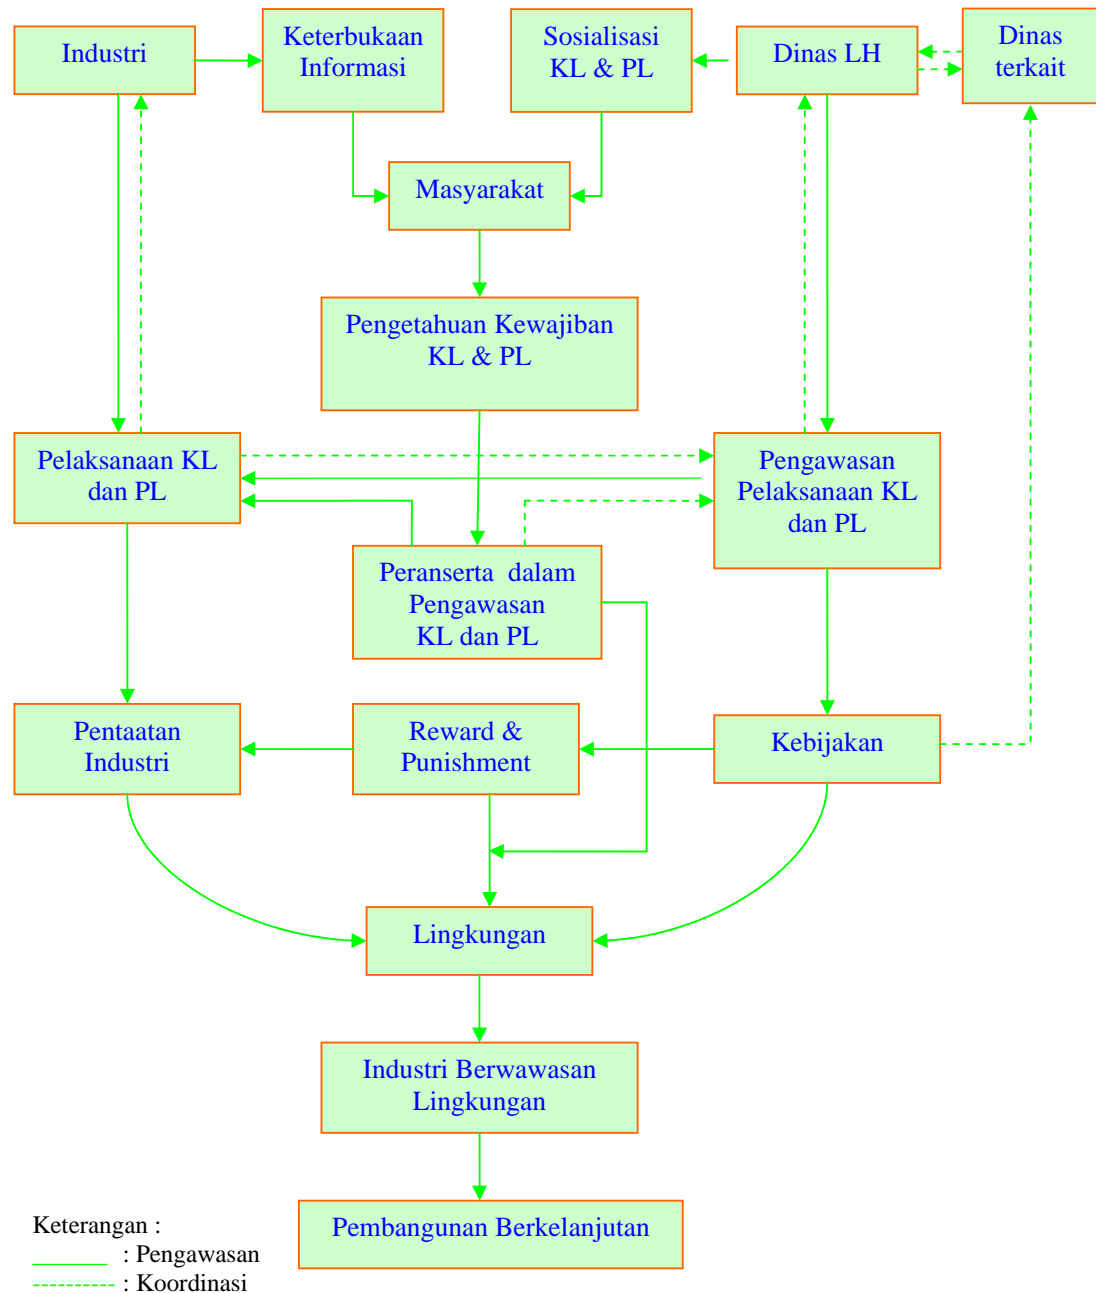 Industri
Keterbukaan
Informasi
Sosialisasi
KL & PL
Dinas LH
Dinas
terkait
Masyarakat
Pengetahuan Kewajiban
KL & PL
Pelaksanaan KL
dan PL
Pengawasan
Pelaksanaan KL
dan PL
Peranserta dalam
Pengawasan
KL dan PL
Pentaatan
Industri
Reward &
Punishment
Kebijakan
Lingkungan
Industri Berwawasan
Lingkungan
Pembangunan Berkelanjutan
Keterangan :
: Pengawasan
: Koordinasi